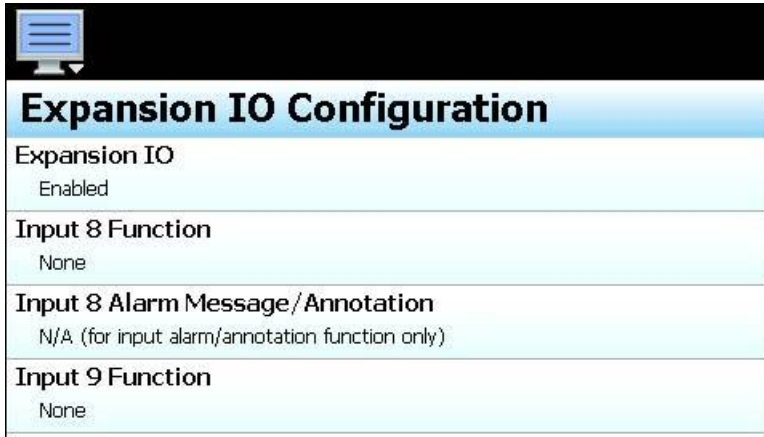 Expansion IO Configuration
Expansion IO
Enabled
Input 8 Function
None
Input 8 Alarm Message/Annotation
N/A (for input alarm/annotation function only)
Input 9 Function
None